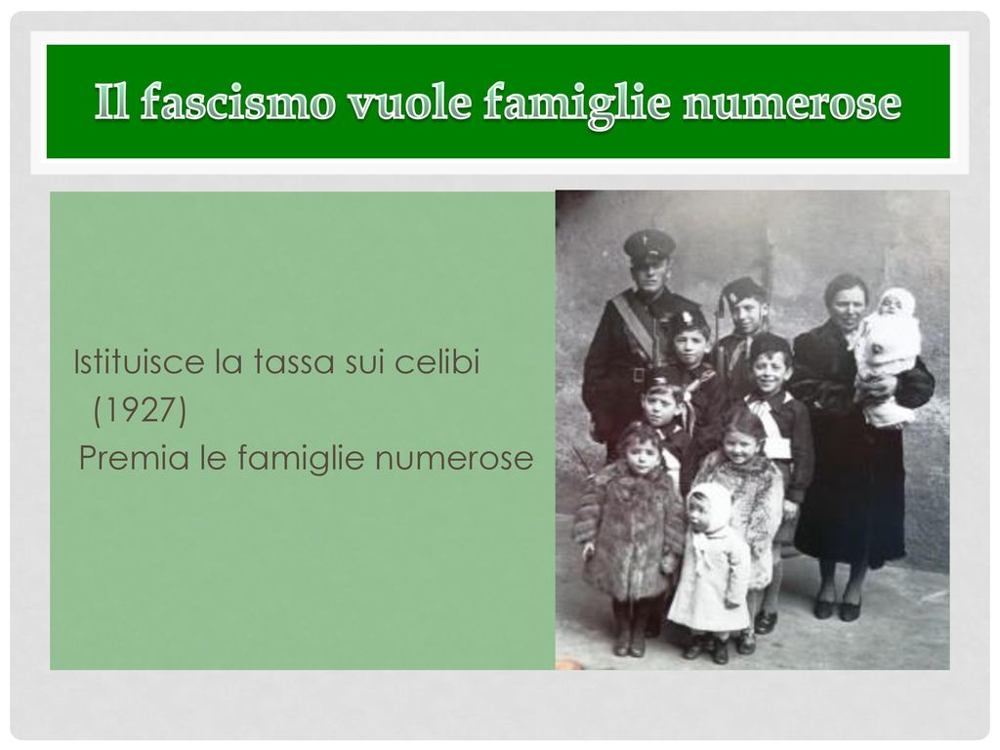 Il fascismo vuole famiglie numerose
Istituisce la tassa sui celibi
(1927)
Premia le famiglie numerose